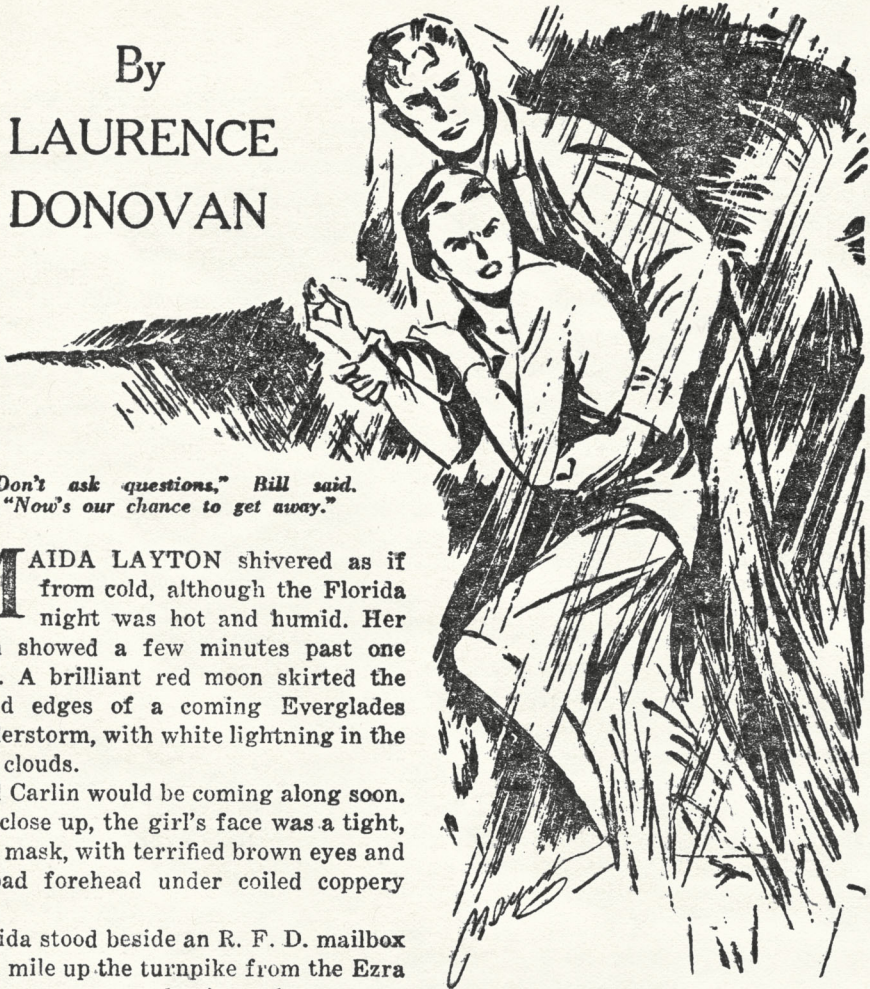 By
LAURENCE
DONOVAN
Don't ask questions," Bill said.
"Now's our chance to get away."
MAIDA LAYTON shivered as if
from cold, although the Florida
night was hot and humid. Her
showed a few minutes past one
A brilliant red moon skirted the
edges of a coming Everglades
with white lightning in the
clouds.
Carlin would be coming along soon.
close up, the girl's face was a tight,
mask, with terrified brown eyes and
forehead under coiled coppery
stood beside an R. F. D. mailbox
mile up the turnpike from the Ezra